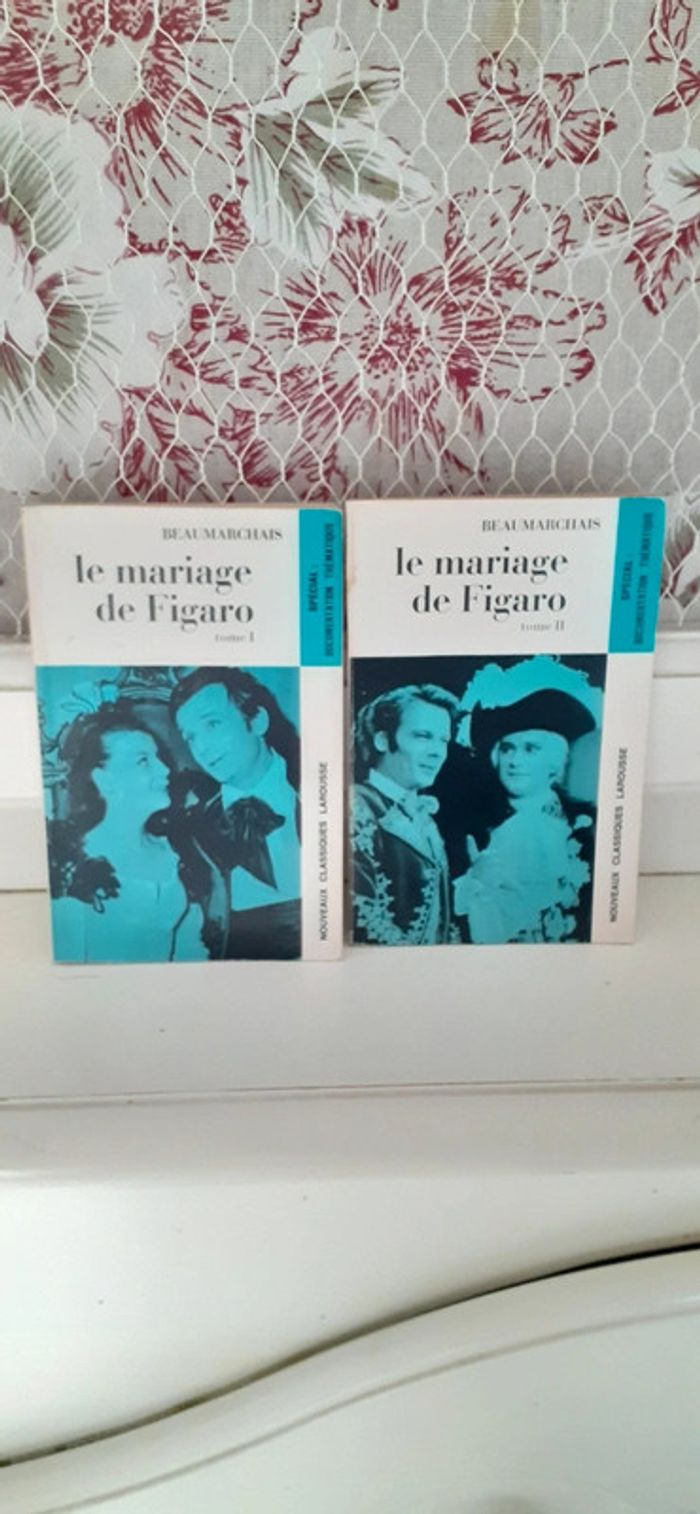 BEAUMARCHAIS
le mariage
de Figaro
tome I
SPÉCIAL :
DOCUMENTATION THÉMATIQUE
NOUVEAUX CLASSIQUES LAROUSSE
BEAUMARCHAIS
le mariage
de Figaro
tome II
SPÉCIAL :
DOCUMENTATION THÉMATIQUE
NOUVEAUX CLASSIQUES LAROUSSE